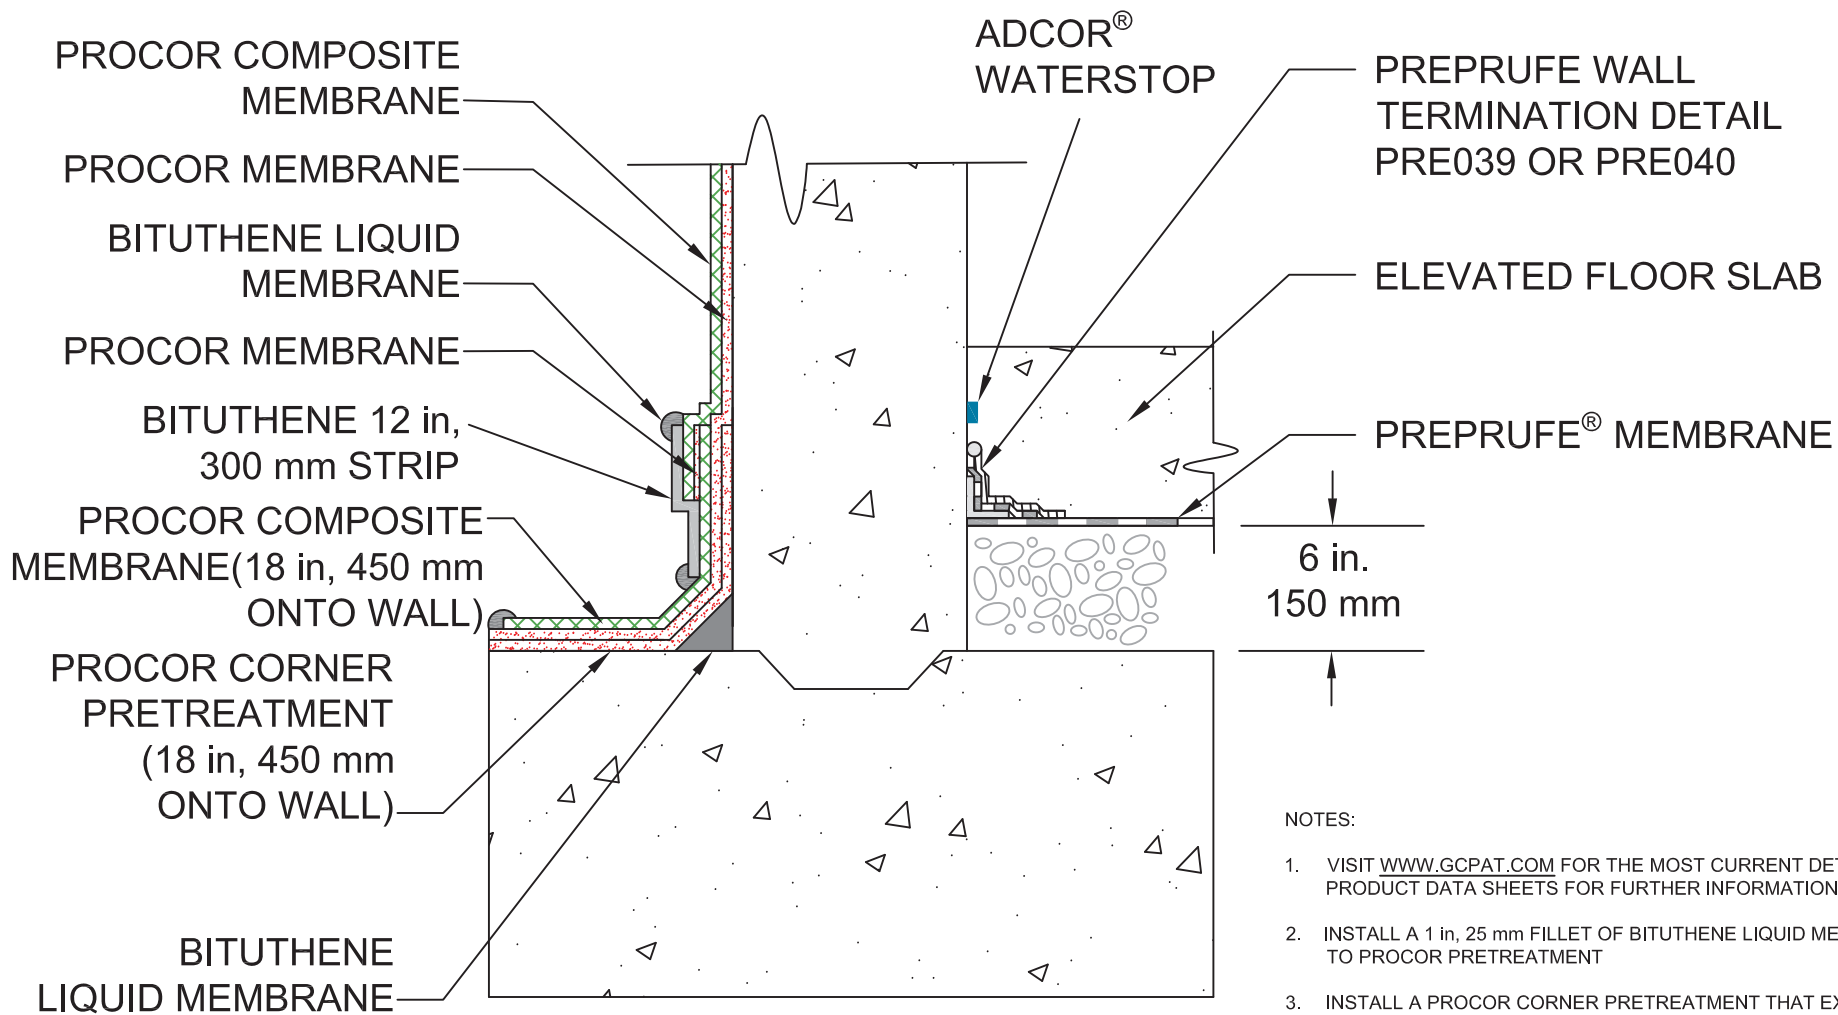 PROCOR COMPOSITE
MEMBRANE
PROCOR MEMBRANE
BITUTHENE LIQUID
MEMBRANE
PROCOR MEMBRANE
BITUTHENE 12 in,
300 mm STRIP
PROCOR COMPOSITE
MEMBRANE(18 in, 450 mm
ONTO WALL)
PROCOR CORNER
PRETREATMENT
(18 in, 450 mm
ONTO WALL)
BITUTHENE
LIQUID MEMBRANE
ADCOR®
WATERSTOP
PREPRUFE WALL
TERMINATION DETAIL
PRE039 OR PRE040
ELEVATED FLOOR SLAB
PREPRUFE® MEMBRANE
6 in.
150 mm
NOTES:
1. VISIT WWW.GCPAT.COM FOR THE MOST CURRENT DE
PRODUCT DATA SHEETS FOR FURTHER INFORMATION
2. INSTALL A 1 in, 25 mm FILLET OF BITUTHENE LIQUID ME
TO PROCOR PRETREATMENT
3. INSTALL A PROCOR CORNER PRETREATMENT THAT EX